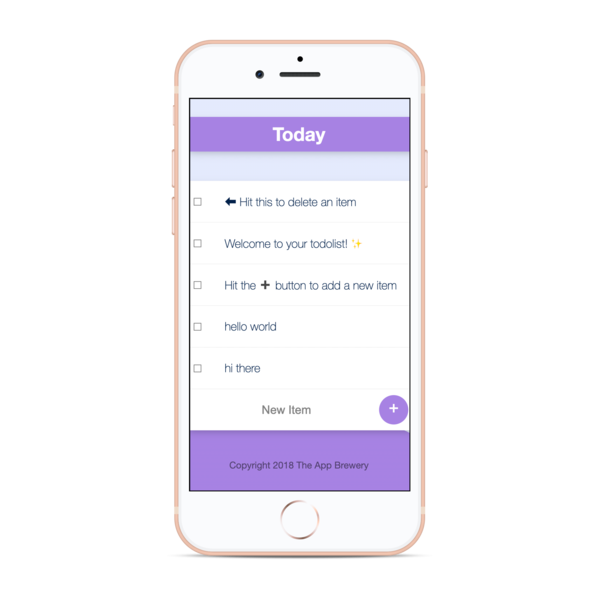 Today
⬅ Hit this to delete an item
Welcome to your todolist! ✨
Hit the ➕ button to add a new item
hello world
hi there
New Item
+
Copyright 2018 The App Brewery